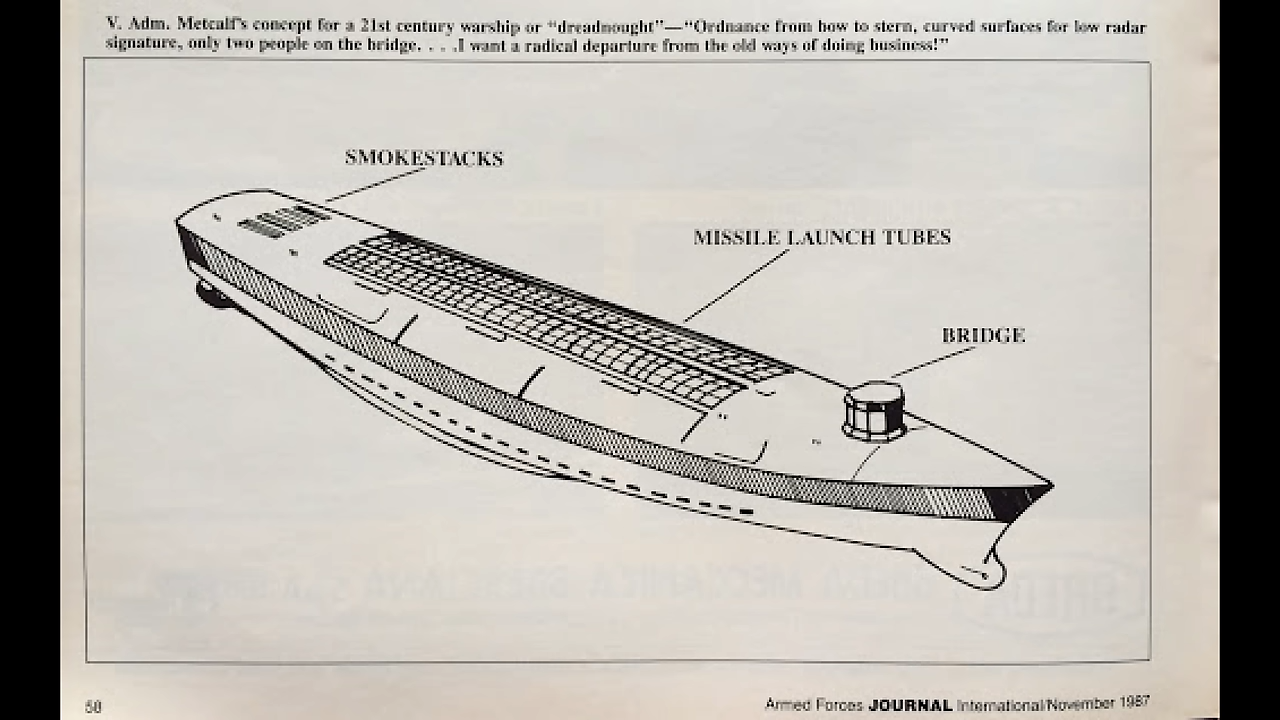 V. Adm. Metcalf's concept for a 21st century warship or “dreadnought”—“Ordnance from bow to stern, curved surfaces for low radar
signature, only two people on the bridge. . . .I want a radical departure from the old ways of doing business!”
SMOKESTACKS
MISSILE LAUNCH TUBES
BRIDGE
50 Armed Forces JOURNAL International/November 1987